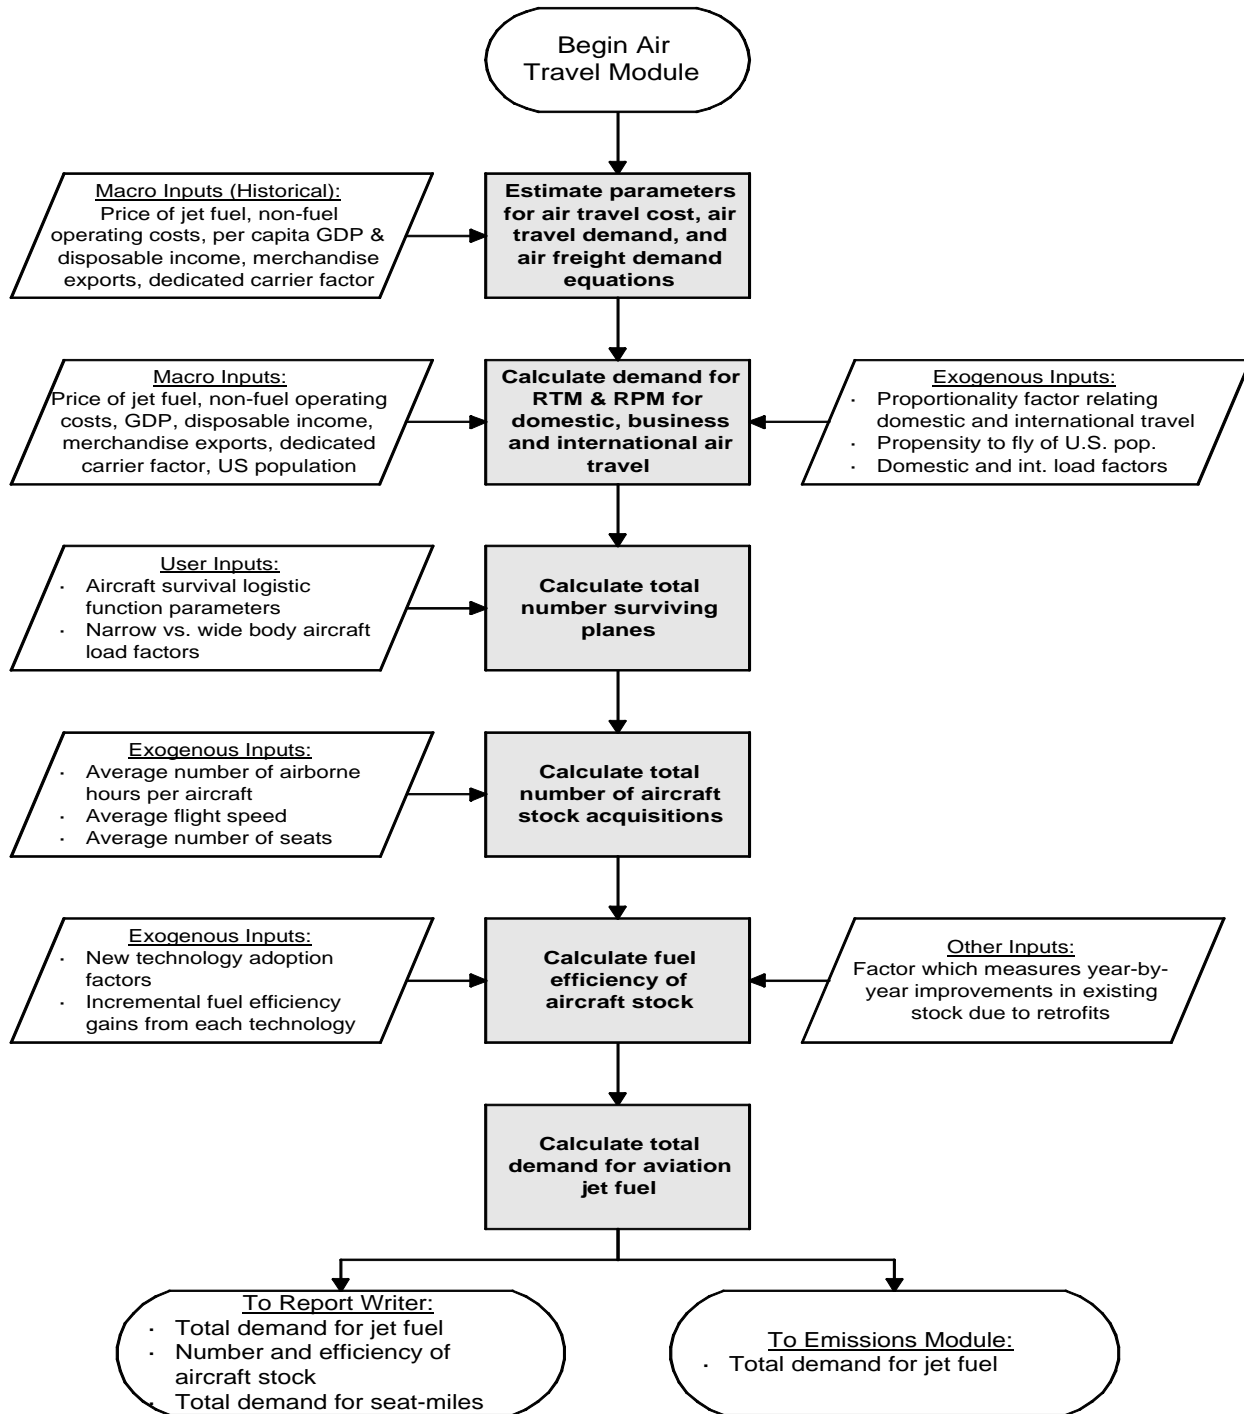 Begin Air
Travel Module
Macro Inputs (Historical):
Price of jet fuel, non-fuel
operating costs, per capita GDP &
disposable income, merchandise
exports, dedicated carrier factor
Estimate parameters
for air travel cost, air
travel demand, and
air freight demand
equations
Macro Inputs:
Price of jet fuel, non-fuel operating
costs, GDP, disposable income,
merchandise exports, dedicated
carrier factor, US population
Calculate demand for
RTM & RPM for
domestic, business
and international air
travel
Exogenous Inputs:
· Proportionality factor relating
domestic and international travel
· Propensity to fly of U.S. pop.
· Domestic and int. load factors
User Inputs:
· Aircraft survival logistic
function parameters
· Narrow vs. wide body aircraft
load factors
Calculate total
number surviving
planes
Exogenous Inputs:
· Average number of airborne
hours per aircraft
· Average flight speed
· Average number of seats
Calculate total
number of aircraft
stock acquisitions
Exogenous Inputs:
· New technology adoption
factors
· Incremental fuel efficiency
gains from each technology
Calculate fuel
efficiency of
aircraft stock
Other Inputs:
Factor which measures year-by-
year improvements in existing
stock due to retrofits
Calculate total
demand for aviation
jet fuel
To Report Writer:
· Total demand for jet fuel
· Number and efficiency of
aircraft stock
· Total demand for seat-miles
To Emissions Module:
· Total demand for jet fuel